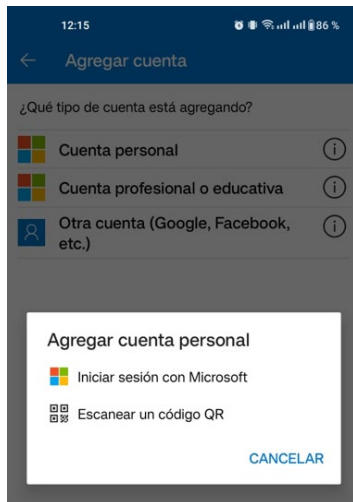 12:15
86 %
Agregar cuenta
¿Qué tipo de cuenta está agregando?
Cuenta personal
Cuenta profesional o educativa
Otra cuenta (Google, Facebook,
etc.)
Agregar cuenta personal
Iniciar sesión con Microsoft
Escanear un código QR
CANCELAR